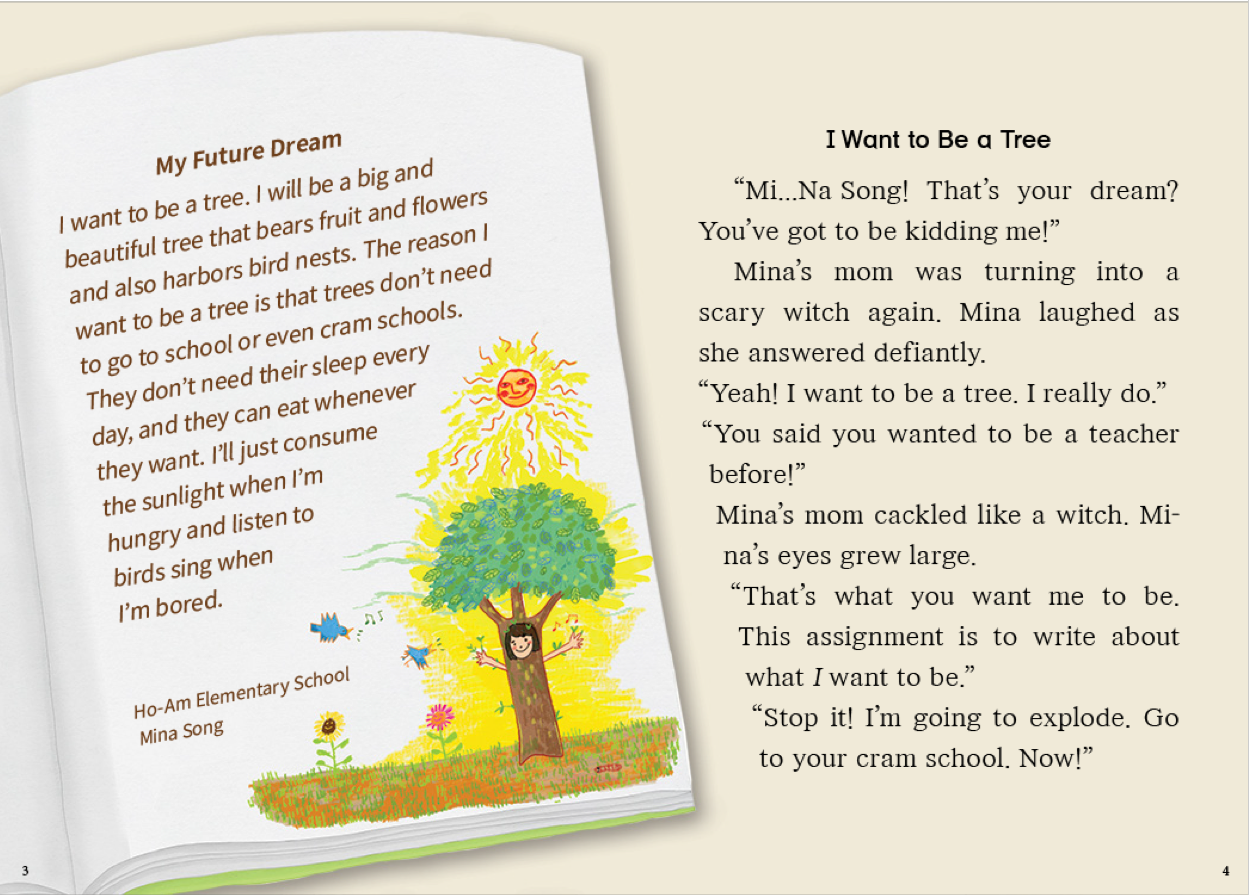 My Future Dream
I want to be a tree. I will be a big and
beautiful tree that bears fruit and flowers
and also harbors bird nests. The reason I
want to be a tree is that trees don't need
to go to school or even cram schools.
They don't need their sleep every
day, and they can eat whenever
they want. I'll just consume
the sunlight when I'm
hungry and listen to
birds sing when
I'm bored.
Ho-Am Elementary School
Mina Song
3
I Want to Be a Tree
“Mi...Na Song! That's your dream?
You've got to be kidding me!”
Mina's mom was turning into a
scary witch again. Mina laughed as
she answered defiantly.
“Yeah! I want to be a tree. I really do.”
“You said you wanted to be a teacher
before!”
Mina's mom cackled like a witch. Mi-
na's eyes grew large.
“That's what you want me to be.
This assignment is to write about
what I want to be.”
“Stop it! I'm going to explode. Go
to your cram school. Now!”
4